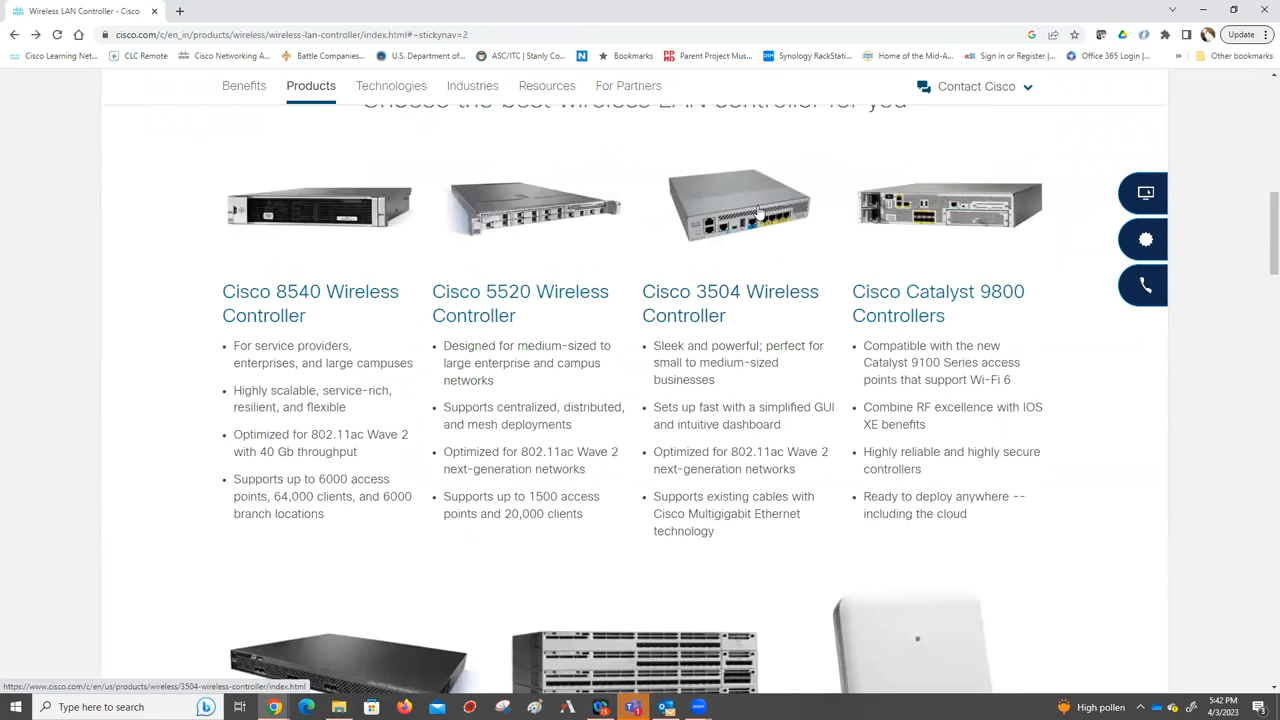 Wireless LAN Controller - Cisco
cisco.com/c/en_in/products/wireless/wireless-lan-controller/index.html#~stickynav=2
Update
Cisco Learning Net...
CLC Remote
Cisco Networking A...
Battle Companies...
U.S. Department of...
ASC/ITC | Stanly Co...
N
Bookmarks
Parent Project Mus...
Synology RackStati...
Home of the Mid-A...
Sign in or Register |...
Office 365 Login |...
»
Other bookmarks
Benefits
Products
Technologies
Industries
Resources
For Partners
Contact Cisco
Choose the best wireless LAN controller for you
Cisco 8540 Wireless
Controller
• For service providers,
enterprises, and large campuses
• Highly scalable, service-rich,
resilient, and flexible
• Optimized for 802.11ac Wave 2
with 40 Gb throughput
• Supports up to 6000 access
points, 64,000 clients, and 6000
branch locations
Cisco 5520 Wireless
Controller
• Designed for medium-sized to
large enterprise and campus
networks
• Supports centralized, distributed,
and mesh deployments
• Optimized for 802.11ac Wave 2
next-generation networks
• Supports up to 1500 access
points and 20,000 clients
Cisco 3504 Wireless
Controller
• Sleek and powerful; perfect for
small to medium-sized
businesses
• Sets up fast with a simplified GUI
and intuitive dashboard
• Optimized for 802.11ac Wave 2
next-generation networks
• Supports existing cables with
Cisco Multigigabit Ethernet
technology
Cisco Catalyst 9800
Controllers
• Compatible with the new
Catalyst 9100 Series access
points that support Wi-Fi 6
• Combine RF excellence with IOS
XE benefits
• Highly reliable and highly secure
controllers
• Ready to deploy anywhere --
including the cloud
https://www.cisco.com/c/en/us/products/wireless/3504-wireless-controller/index.html
Type here to search
High pollen
5:42 PM
4/3/2023